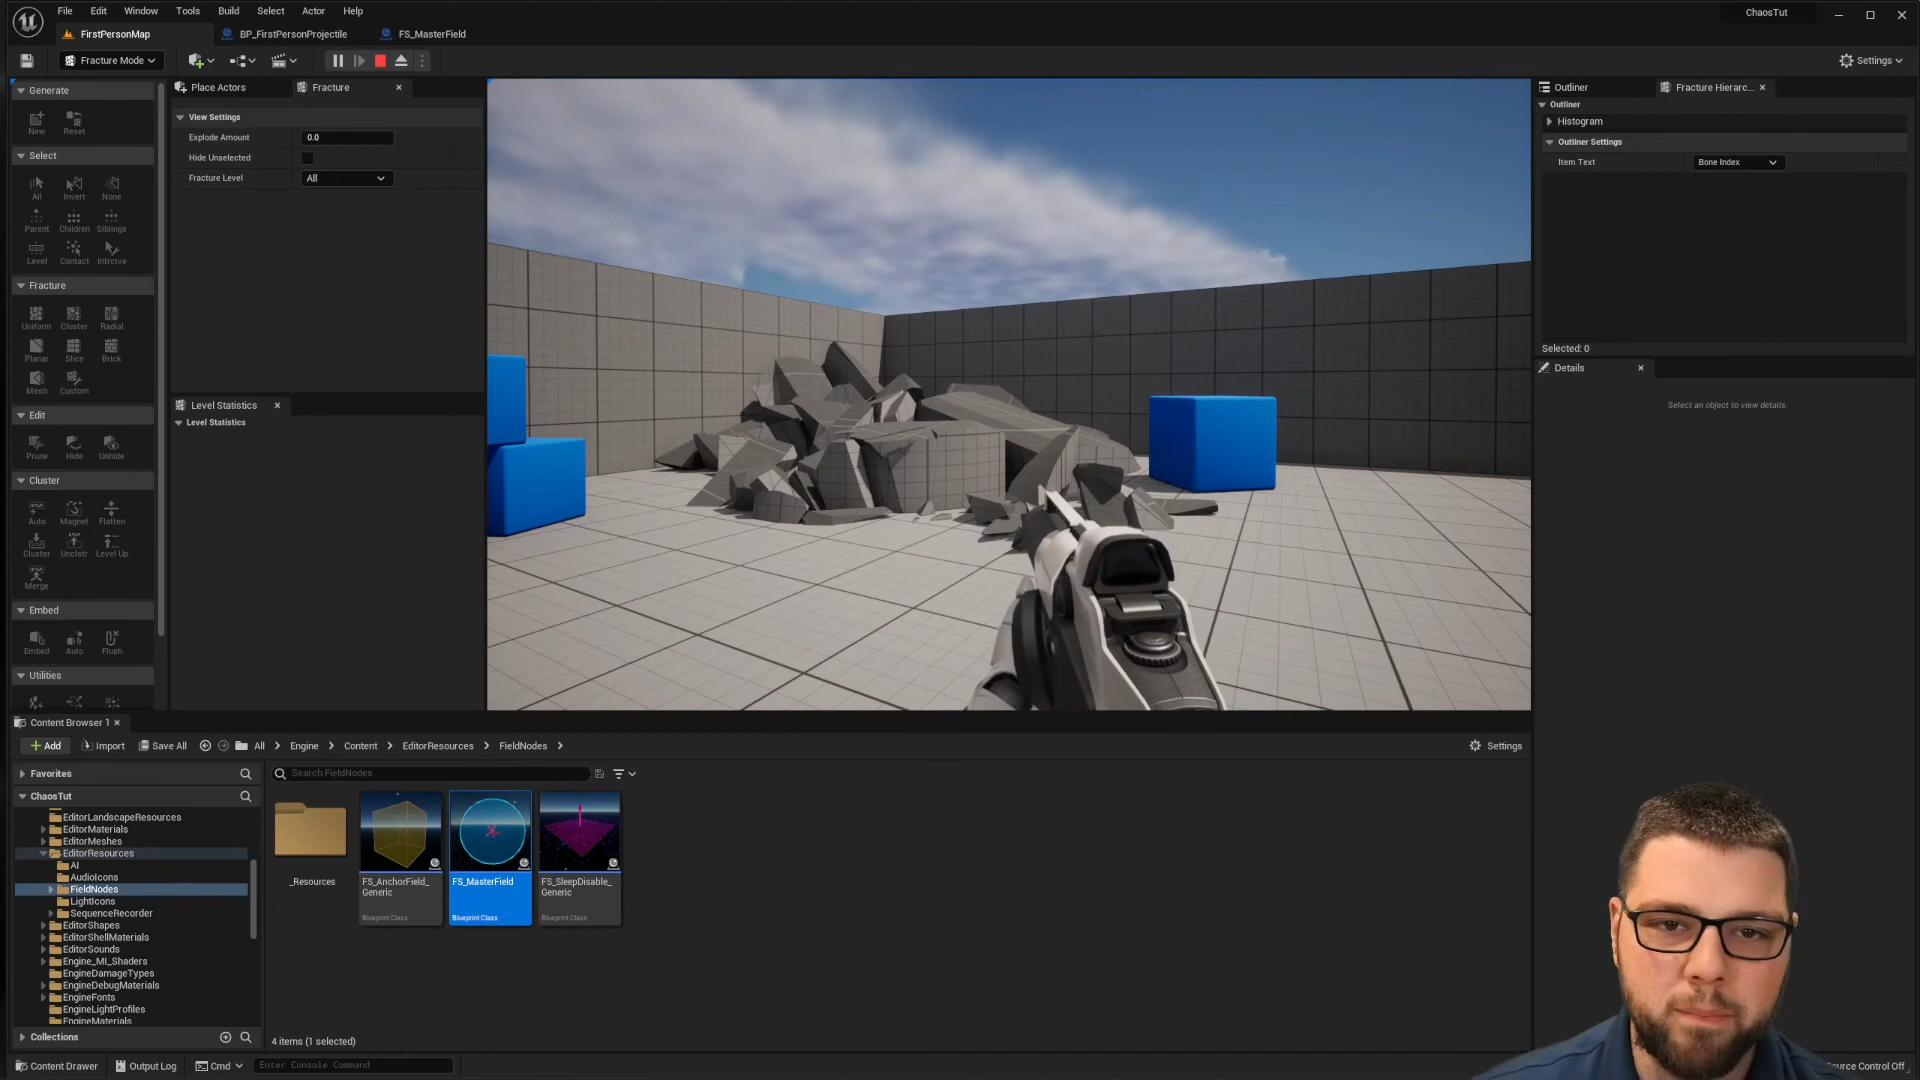 File Edit Window Tools Build Select Actor Help
ChaosTut
FirstPersonMap
BP_FirstPersonProjectile
FS_MasterField
Fracture Mode
Settings
Generate
New Reset
Select
All Invert None
Parent Children Siblings
Level Contact Intrctve
Fracture
Uniform Cluster Radial
Planar Slice Brick
Mesh Custom
Edit
Prune Hide Unhide
Cluster
Auto Magnet Flatten
Cluster Unclstr Level Up
Merge
Embed
Embed Auto Flush
Utilities
Place Actors
Fracture
View Settings
Explode Amount 0.0
Hide Unselected
Fracture Level All
Level Statistics
Level Statistics
Outliner
Fracture Hierarc...
Outliner
Histogram
Outliner Settings
Item Text Bone Index
Selected: 0
Details
Select an object to view details.
Content Browser 1
Add Import Save All All Engine Content EditorResources FieldNodes
Settings
Favorites
ChaosTut
EditorLandscapeResources
EditorMaterials
EditorMeshes
EditorResources
AI
AudioIcons
FieldNodes
LightIcons
SequenceRecorder
EditorShapes
EditorShellMaterials
EditorSounds
Engine_MI_Shaders
EngineDamageTypes
EngineDebugMaterials
EngineFonts
EngineLightProfiles
EngineMaterials
Collections
Search FieldNodes
_Resources
FS_AnchorField_
Generic
Blueprint Class
FS_MasterField
Blueprint Class
FS_SleepDisable_
Generic
Blueprint Class
4 items (1 selected)
Content Drawer Output Log Cmd Enter Console Command
ource Control Off